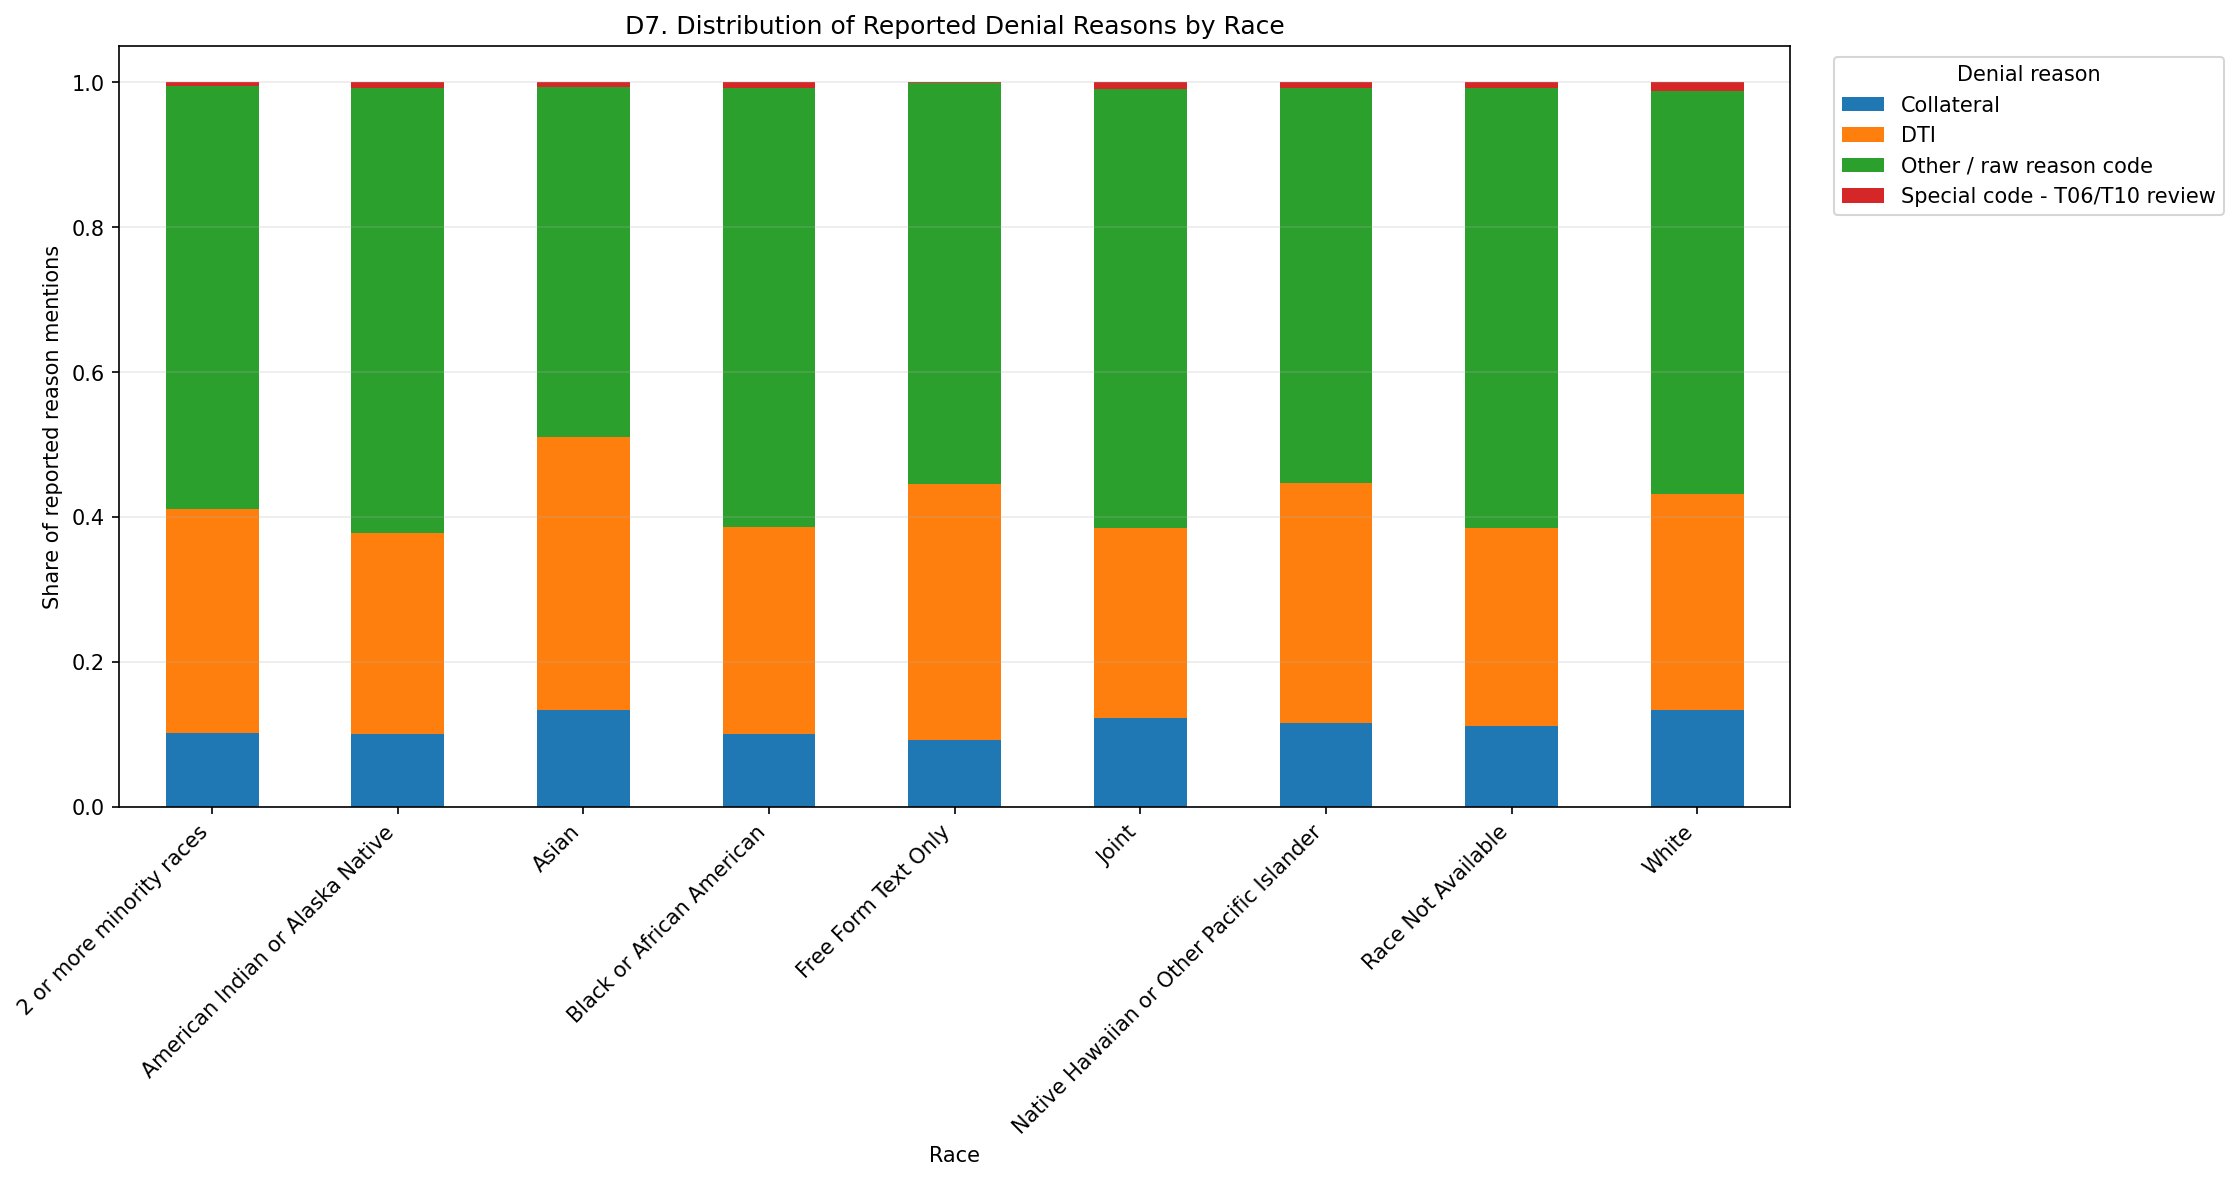 D7. Distribution of Reported Denial Reasons by Race
Share of reported reason mentions
1.0
0.8
0.6
0.4
0.2
0.0
2 or more minority races
American Indian or Alaska Native
Asian
Black or African American
Free Form Text Only
Joint
Native Hawaiian or Other Pacific Islander
Race Not Available
White
Race
Denial reason
Collateral
DTI
Other / raw reason code
Special code - T06/T10 review